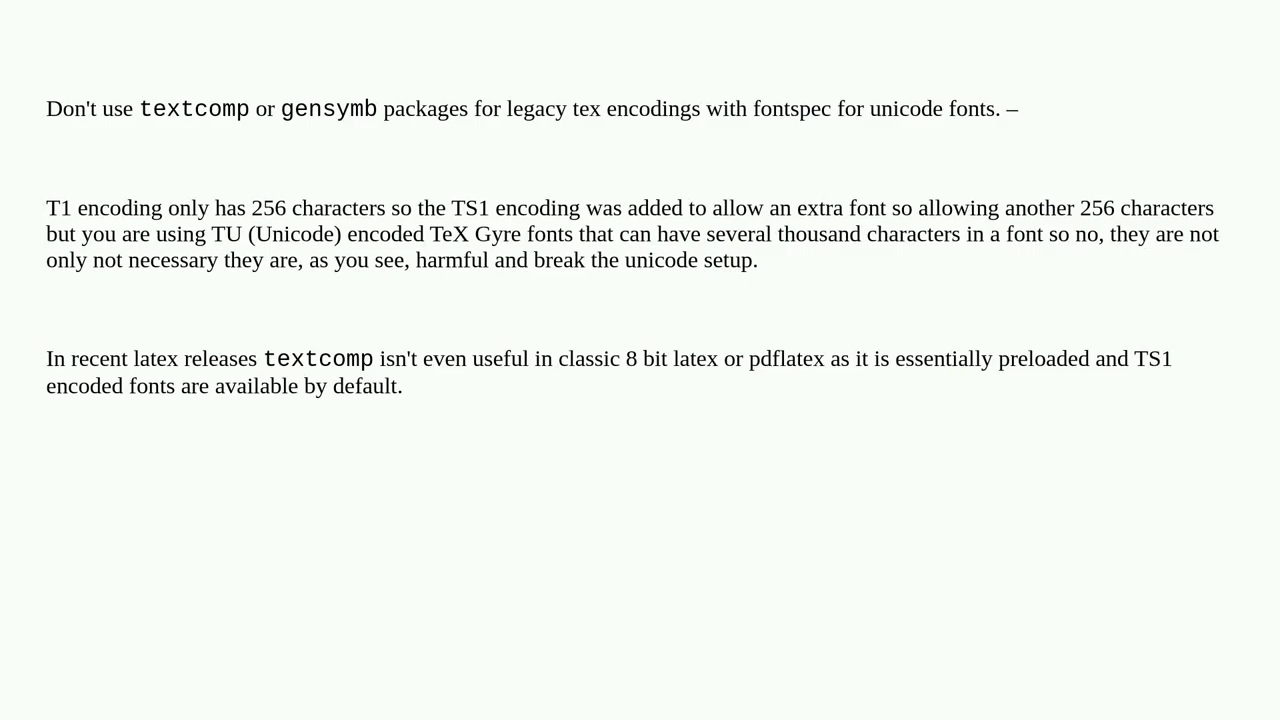 Don't use textcomp or gensymb packages for legacy tex encodings with fontspec for unicode fonts. –
T1 encoding only has 256 characters so the TS1 encoding was added to allow an extra font so allowing another 256 characters
but you are using TU (Unicode) encoded TeX Gyre fonts that can have several thousand characters in a font so no, they are not
only not necessary they are, as you see, harmful and break the unicode setup.
In recent latex releases textcomp isn't even useful in classic 8 bit latex or pdflatex as it is essentially preloaded and TS1
encoded fonts are available by default.